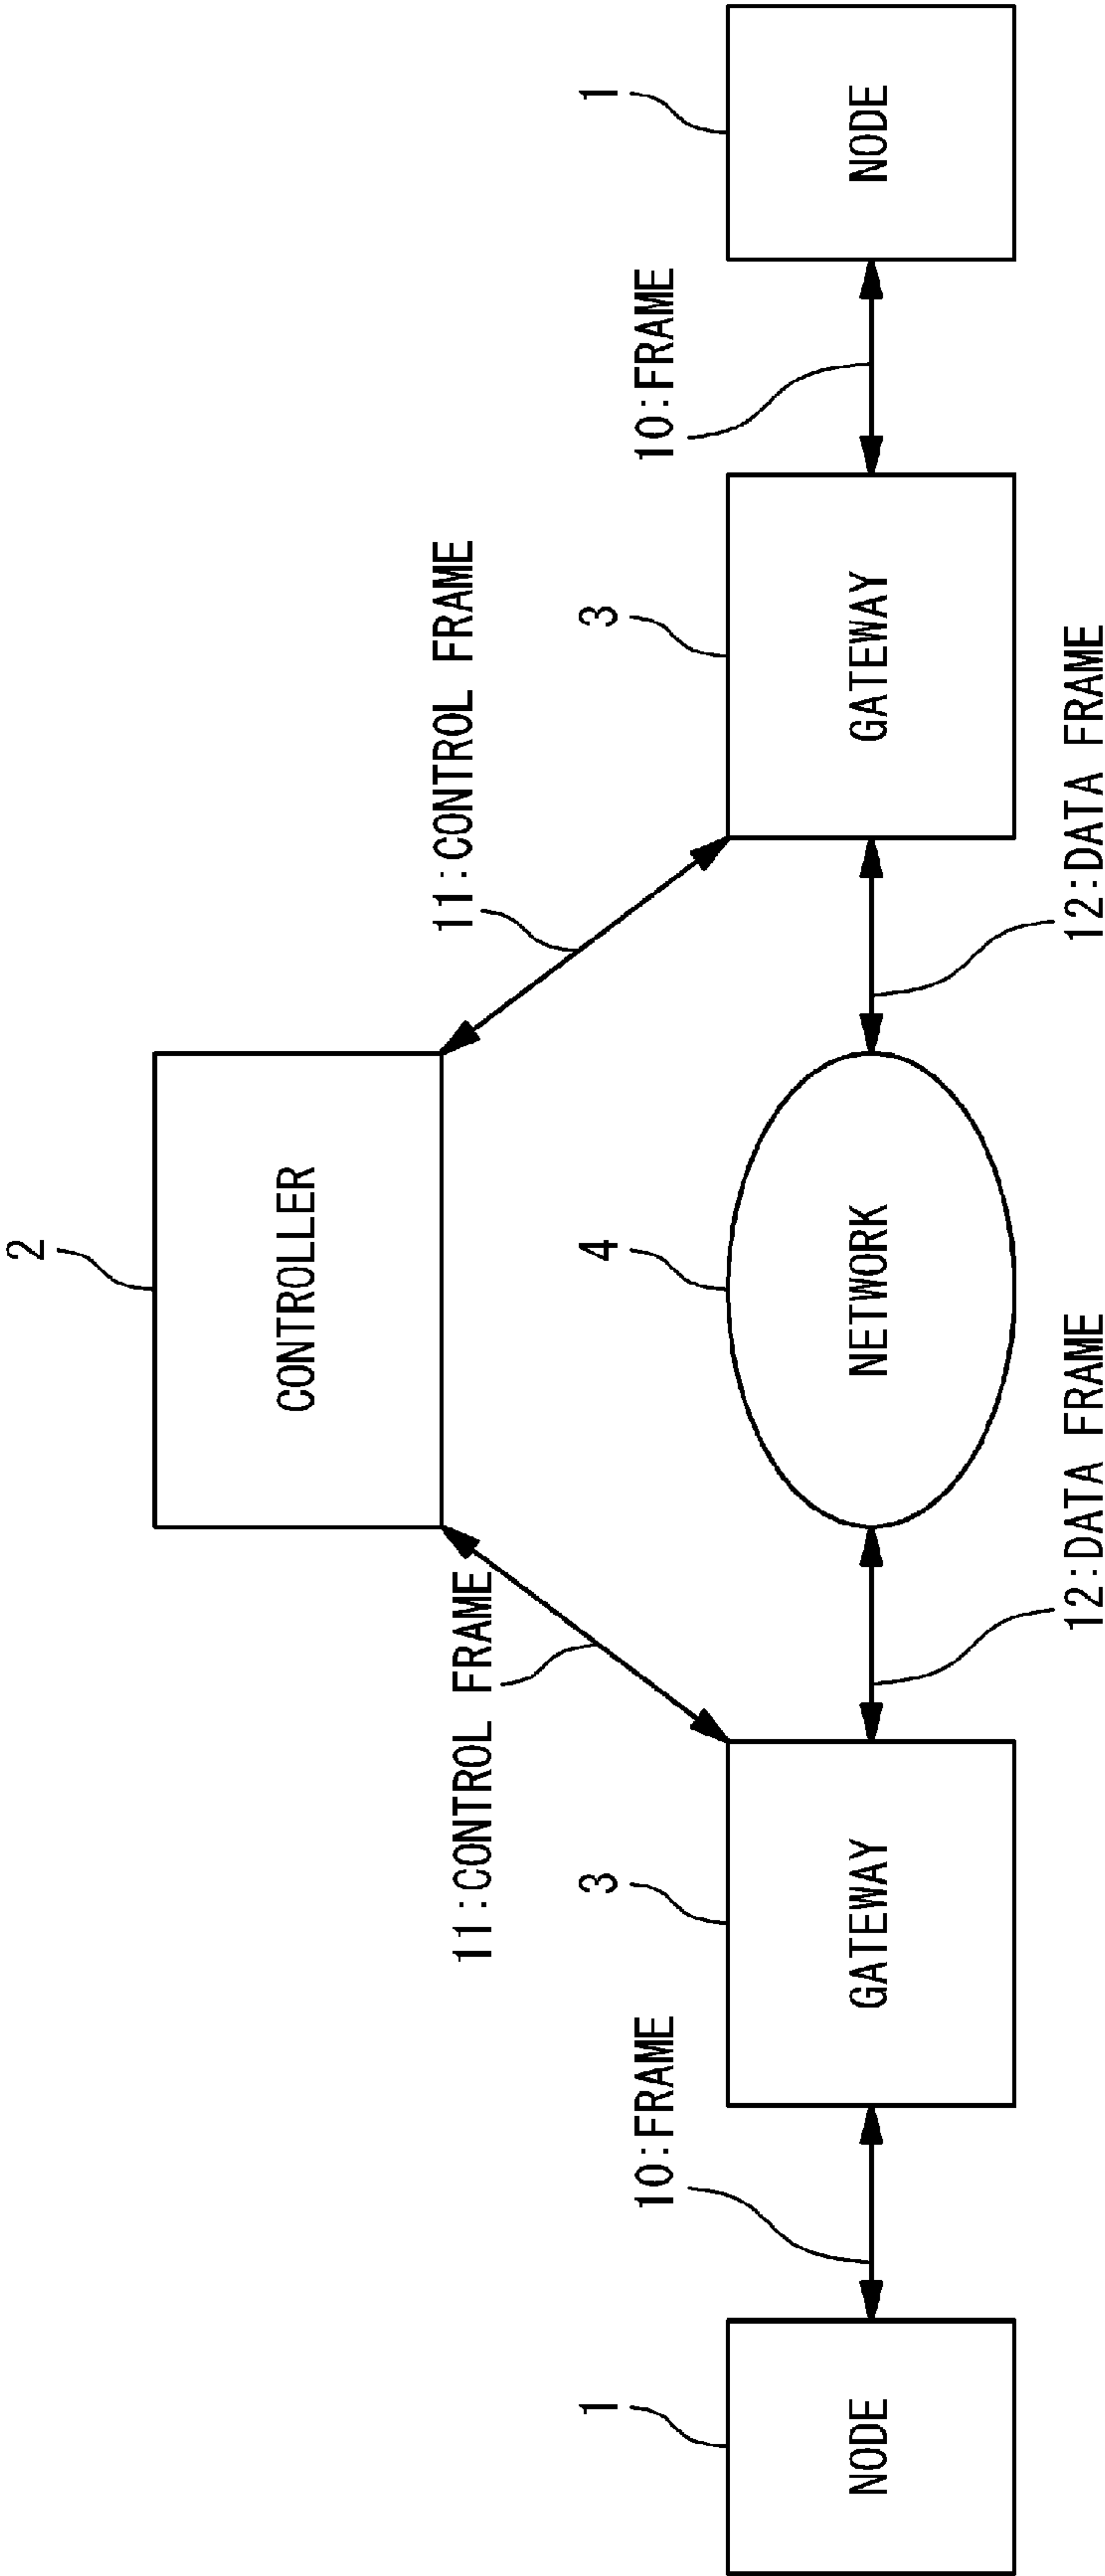 2
CONTROLLER
11:CONTROL FRAME
11:CONTROL FRAME
10:FRAME
10:FRAME
1
3
4
3
1
NODE
GATEWAY
NETWORK
GATEWAY
NODE
12:DATA FRAME
12:DATA FRAME